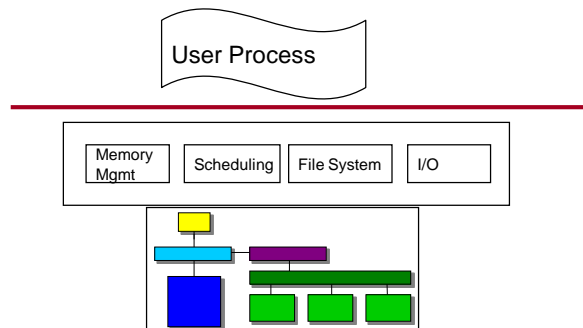 User Process
Memory
Mgmt
Scheduling
File System
I/O